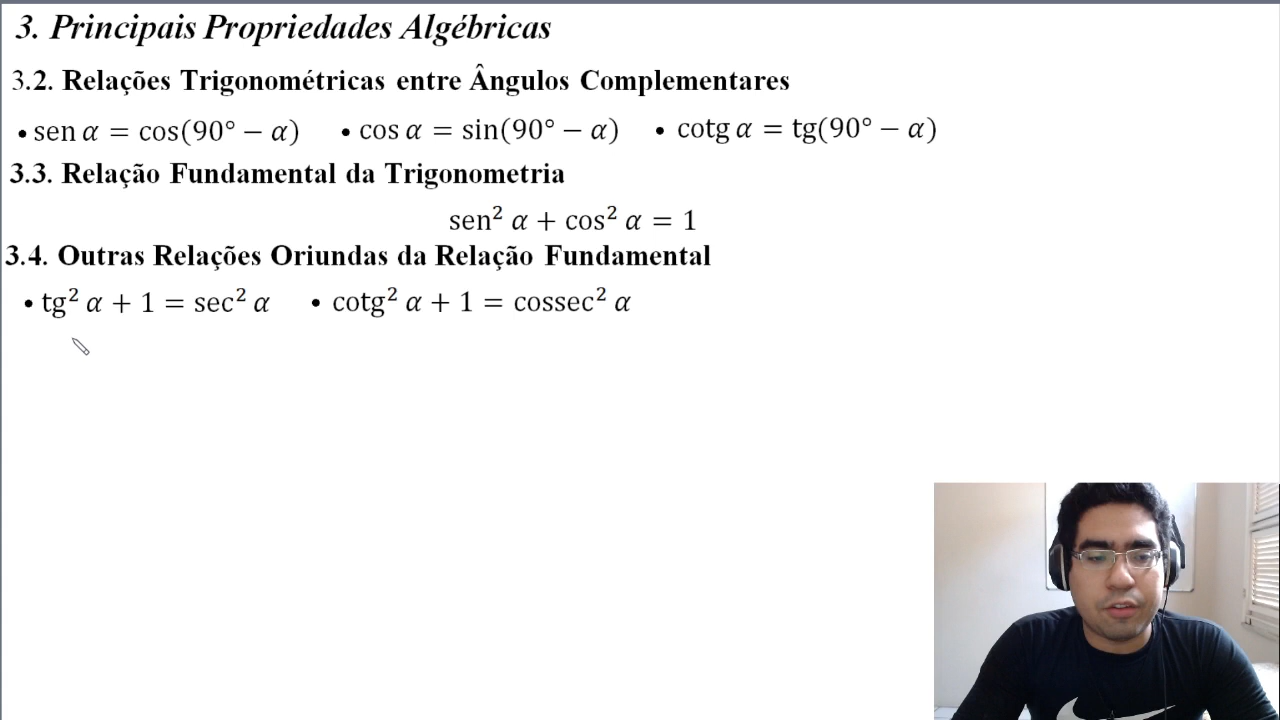 3. Principais Propriedades Algébricas
3.2. Relações Trigonométricas entre Ângulos Complementares
• sen α = cos(90° − α) • cos α = sin(90° − α) • cotg α = tg(90° − α)
3.3. Relação Fundamental da Trigonometria
sen² α + cos² α = 1
3.4. Outras Relações Oriundas da Relação Fundamental
• tg² α + 1 = sec² α • cotg² α + 1 = cossec² α